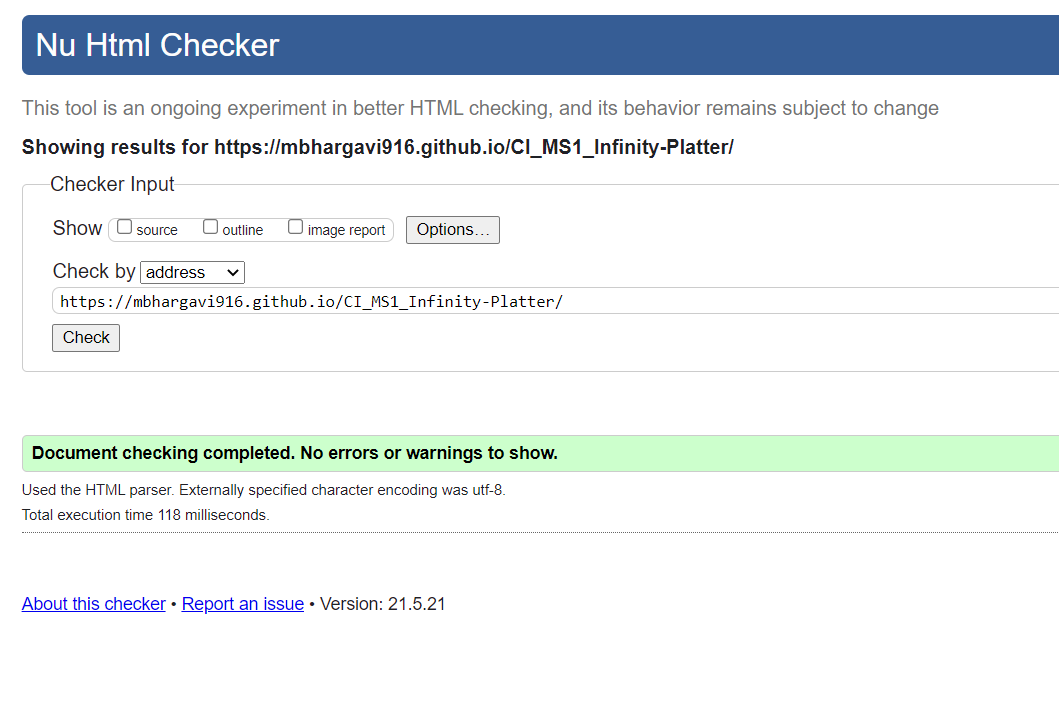 Nu Html Checker
This tool is an ongoing experiment in better HTML checking, and its behavior remains subject to change
Showing results for https://mbhargavi916.github.io/CI_MS1_Infinity-Platter/
Checker Input
Show source outline image report Options…
Check by address
https://mbhargavi916.github.io/CI_MS1_Infinity-Platter/
Check
Document checking completed. No errors or warnings to show.
Used the HTML parser. Externally specified character encoding was utf-8.
Total execution time 118 milliseconds.
About this checker • Report an issue • Version: 21.5.21